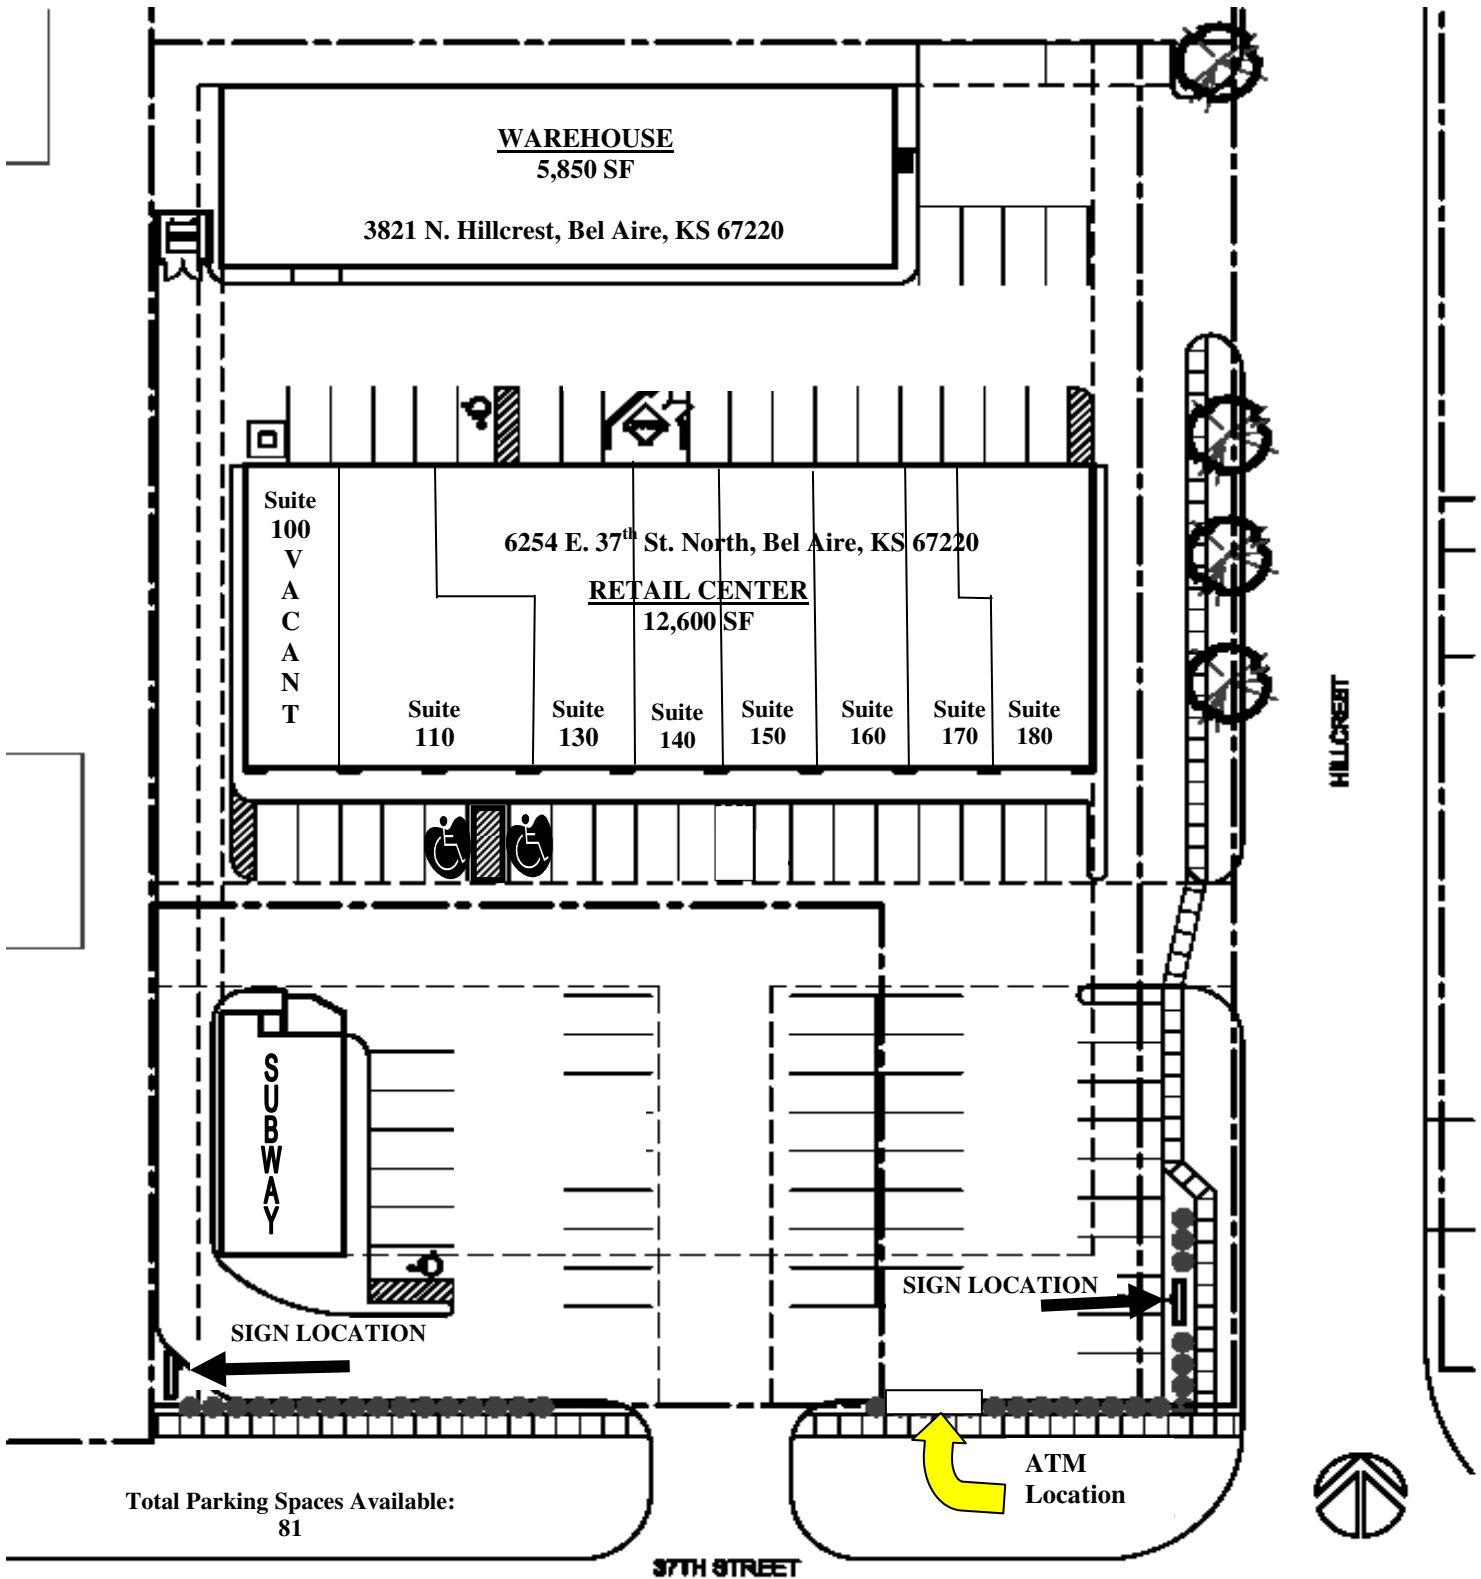 WAREHOUSE
5,850 SF
3821 N. Hillcrest, Bel Aire, KS 67220
Suite
100
V
A
C
A
N
T
6254 E. 37th St. North, Bel Aire, KS 67220
RETAIL CENTER
12,600 SF
Suite
110
Suite
130
Suite
140
Suite
150
Suite
160
Suite
170
Suite
180
HILLCREST
SUBWAY
SIGN LOCATION
SIGN LOCATION
ATM
Location
Total Parking Spaces Available:
81
37TH STREET